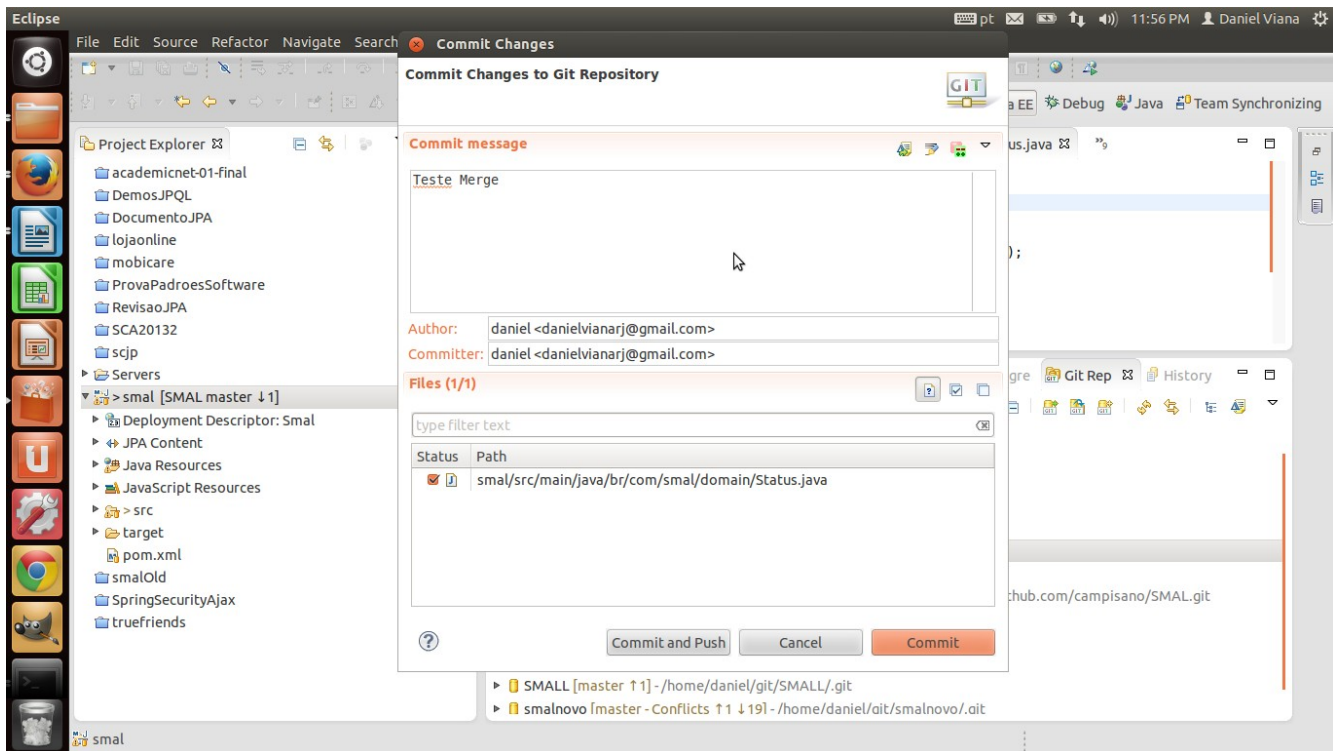 Eclipse
pt
11:56 PM
Daniel Viana
File Edit Source Refactor Navigate Search
Commit Changes
Commit Changes to Git Repository
GIT
EE
Debug
Java
Team Synchronizing
Project Explorer
us.java
9
Commit message
Teste Merge
);
academicnet-01-final
DemosJPQL
DocumentoJPA
lojaonline
mobicare
ProvaPadroesSoftware
RevisaoJPA
SCA20132
scjp
Servers
> smal [SMAL master ↓1]
Deployment Descriptor: Smal
JPA Content
Java Resources
JavaScript Resources
> src
target
pom.xml
smalOld
SpringSecurityAjax
truefriends
Author: daniel <danielvianarj@gmail.com>
Committer: daniel <danielvianarj@gmail.com>
Files (1/1)
type filter text
Status Path
smal/src/main/java/br/com/smal/domain/Status.java
gre
Git Rep
History
hub.com/campisano/SMAL.git
Commit and Push
Cancel
Commit
SMALL [master ↑1] - /home/daniel/git/SMALL/.git
smalnovo [master - Conflicts ↑1 ↓19] - /home/daniel/git/smalnovo/.git
smal